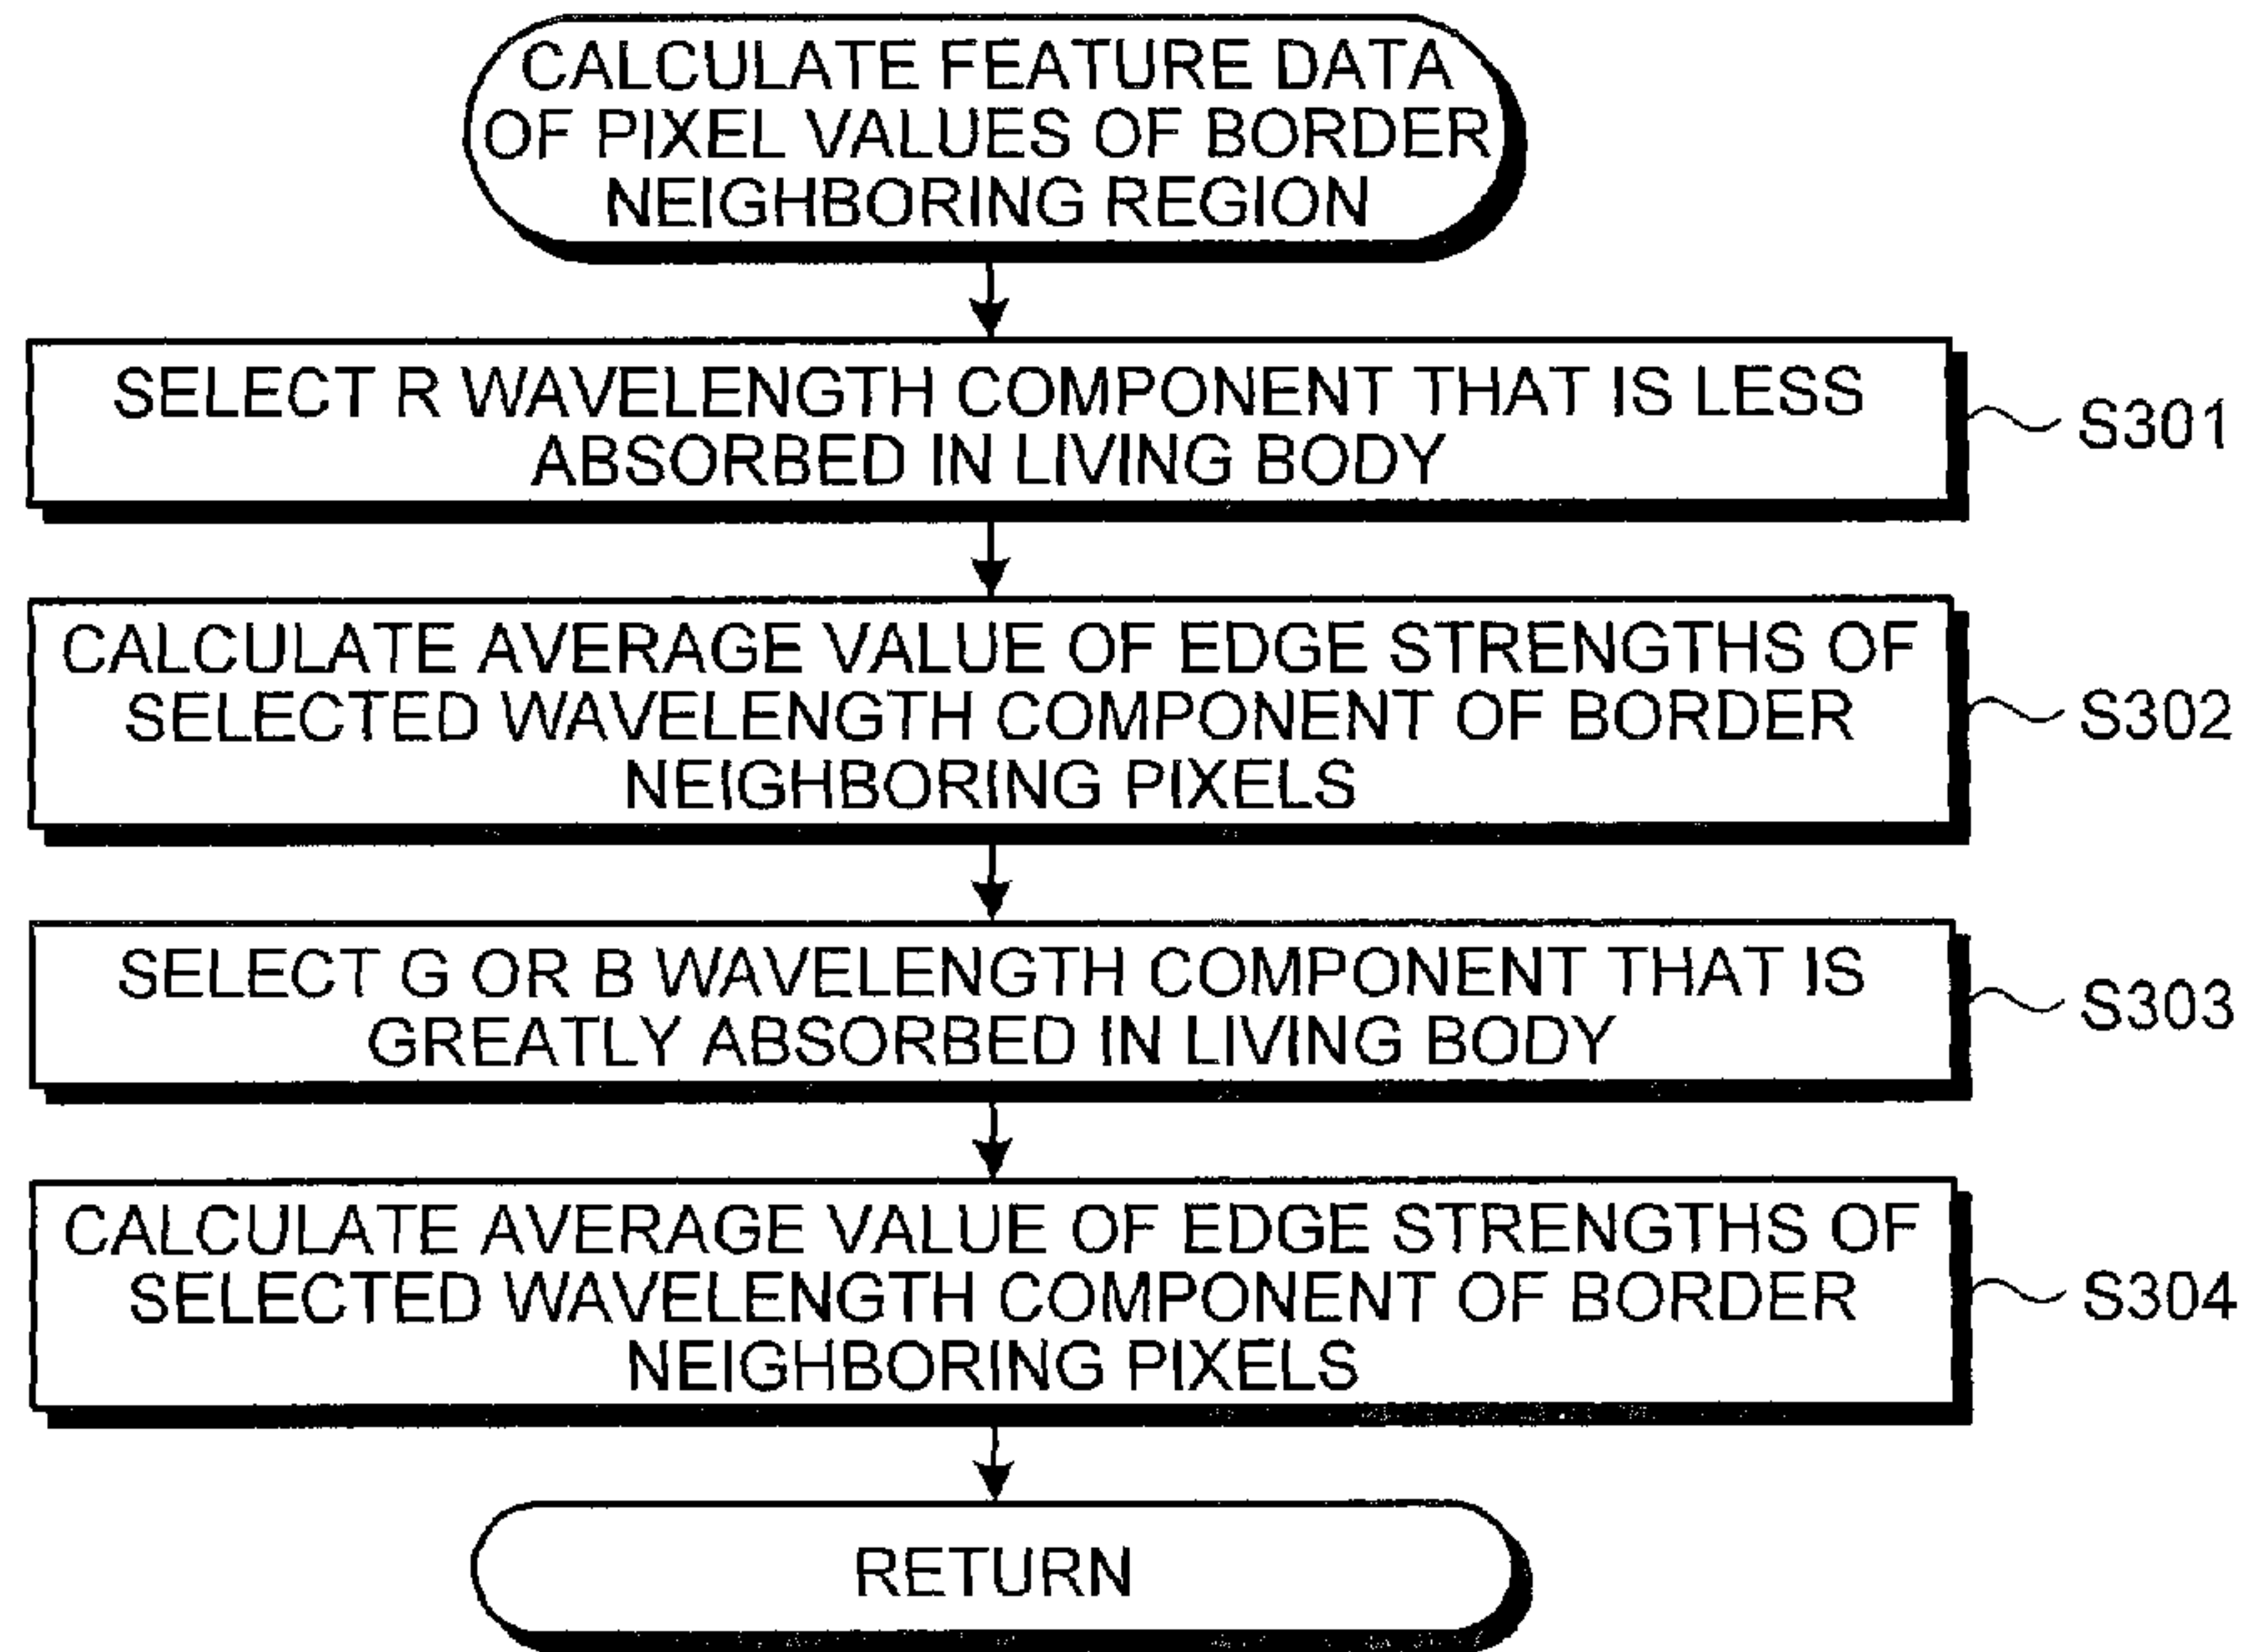 CALCULATE FEATURE DATA
OF PIXEL VALUES OF BORDER
NEIGHBORING REGION
SELECT R WAVELENGTH COMPONENT THAT IS LESS
ABSORBED IN LIVING BODY
S301
CALCULATE AVERAGE VALUE OF EDGE STRENGTHS OF
SELECTED WAVELENGTH COMPONENT OF BORDER
NEIGHBORING PIXELS
S302
SELECT G OR B WAVELENGTH COMPONENT THAT IS
GREATLY ABSORBED IN LIVING BODY
S303
CALCULATE AVERAGE VALUE OF EDGE STRENGTHS OF
SELECTED WAVELENGTH COMPONENT OF BORDER
NEIGHBORING PIXELS
S304
RETURN